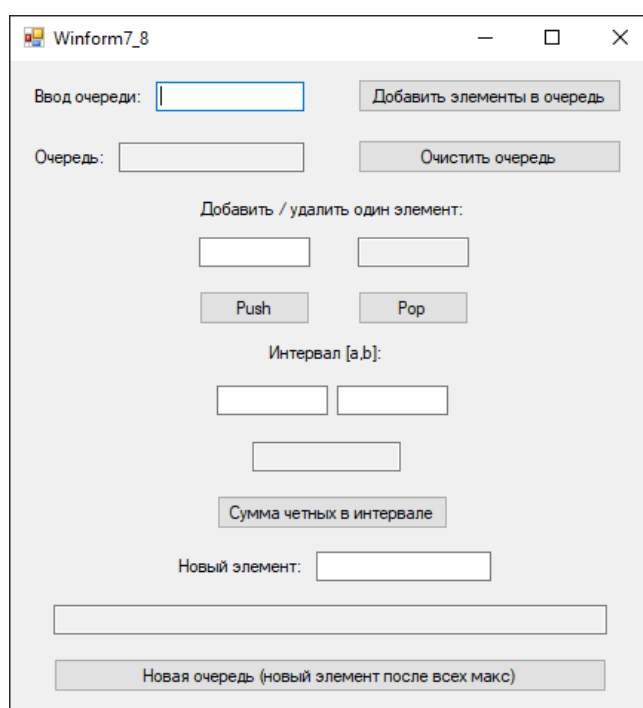 Winform7_8
Ввод очереди: Добавить элементы в очередь
Очередь: Очистить очередь
Добавить / удалить один элемент:
Push Pop
Интервал [a,b]:
Сумма четных в интервале
Новый элемент:
Новая очередь (новый элемент после всех макс)